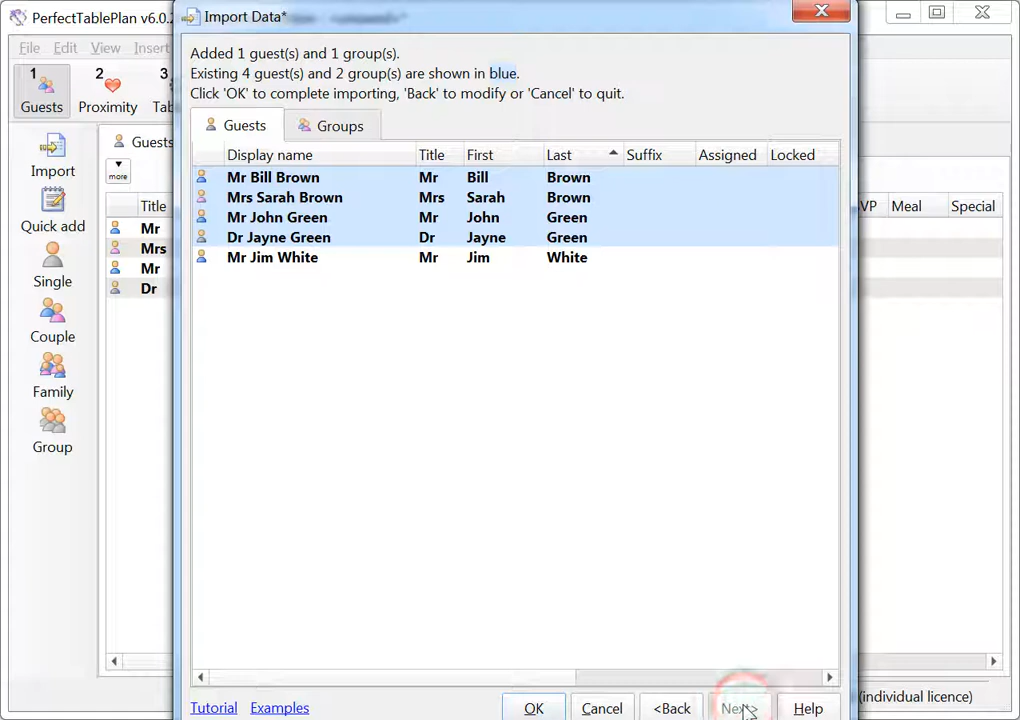 PerfectTablePlan v6.0.2
Import Data*
File Edit View Insert
1 2 3
Guests Proximity Tab
Import
Quick add
Single
Couple
Family
Group
Guests
more
Title
Mr
Mrs
Mr
Dr
Added 1 guest(s) and 1 group(s).
Existing 4 guest(s) and 2 group(s) are shown in blue.
Click 'OK' to complete importing, 'Back' to modify or 'Cancel' to quit.
Guests Groups
Display name Title First Last Suffix Assigned Locked
Mr Bill Brown Mr Bill Brown
Mrs Sarah Brown Mrs Sarah Brown
Mr John Green Mr John Green
Dr Jayne Green Dr Jayne Green
Mr Jim White Mr Jim White
VP Meal Special
Tutorial Examples OK Cancel <Back Next> Help
(individual licence)